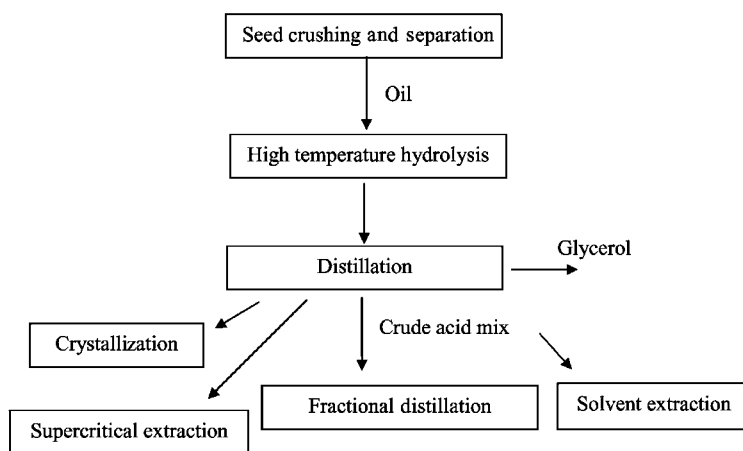 Seed crushing and separation
Oil
High temperature hydrolysis
Glycerol
Distillation
Crude acid mix
Crystallization
Fractional distillation
Solvent extraction
Supercritical extraction